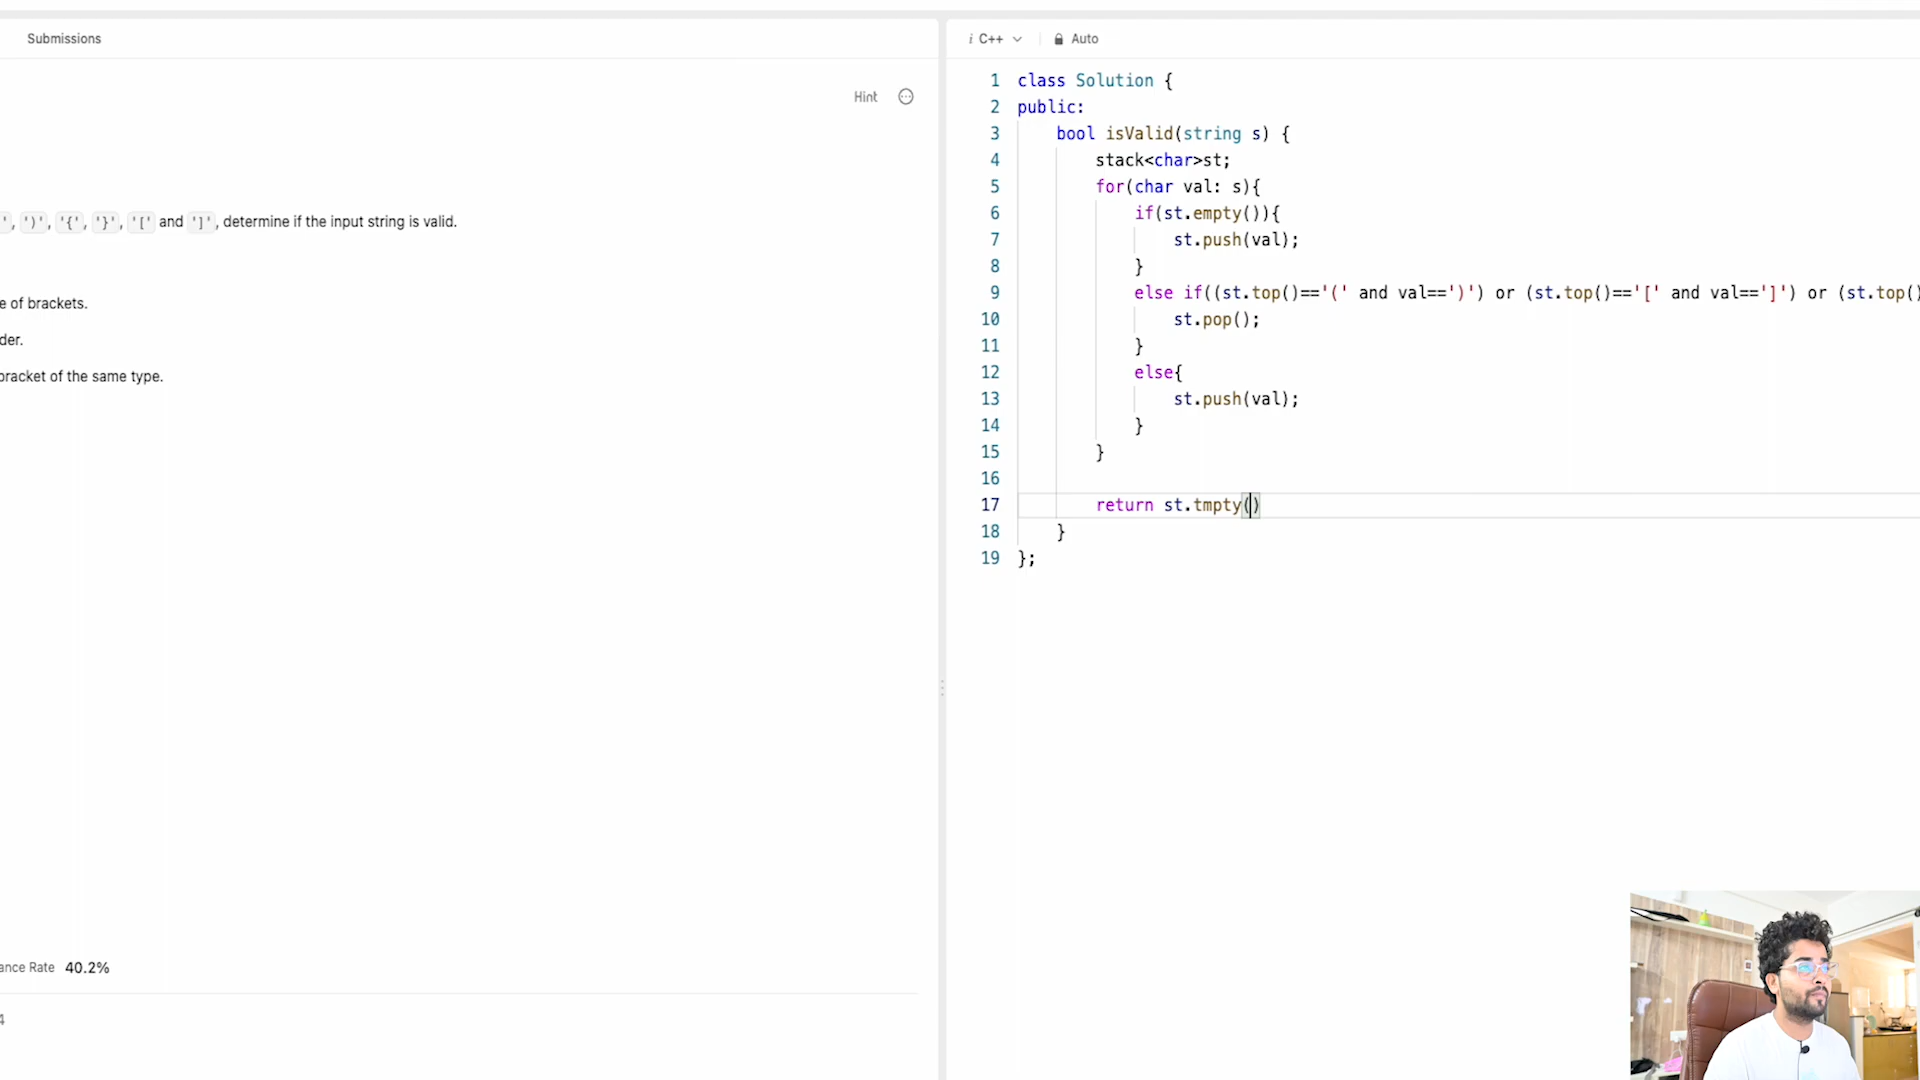 Submissions
Hint
', ')', '{', '}', '[' and ']', determine if the input string is valid.
e of brackets.
der.
bracket of the same type.
ance Rate 40.2%
4
i C++ Auto
1 class Solution {
2 public:
3 bool isValid(string s) {
4 stack<char>st;
5 for(char val: s){
6 if(st.empty()){
7 st.push(val);
8 }
9 else if((st.top()=='(' and val==')') or (st.top()=='[' and val==']') or (st.top()
10 st.pop();
11 }
12 else{
13 st.push(val);
14 }
15 }
16
17 return st.tmpty()
18 }
19 };